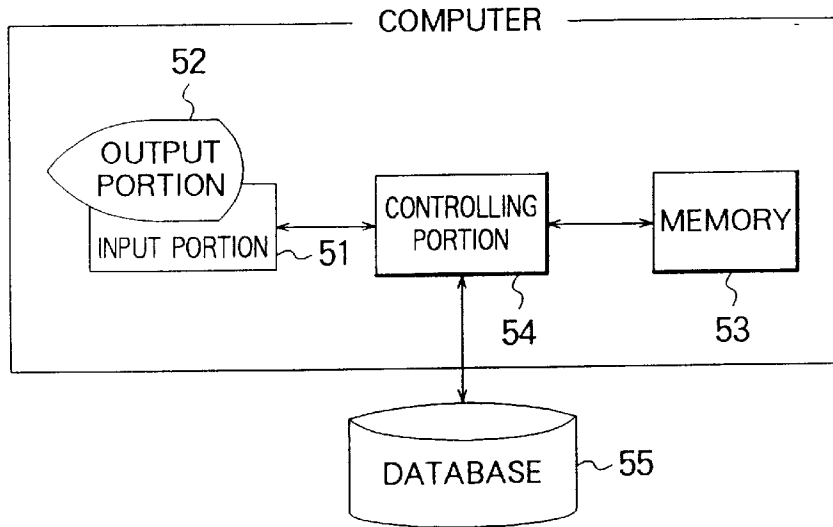 COMPUTER
52
OUTPUT
PORTION
INPUT PORTION
51
CONTROLLING
PORTION
54
MEMORY
53
DATABASE
55